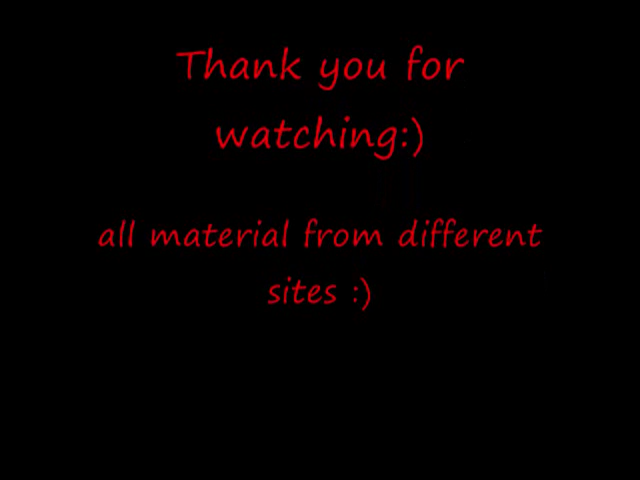 Thank you for
watching:)
all material from different
sites :)